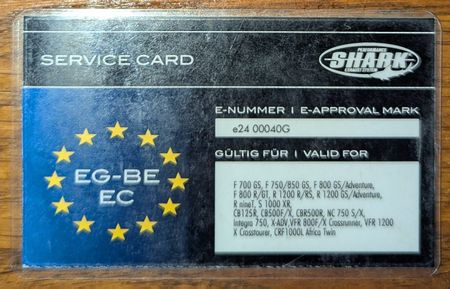 SERVICE CARD
PERFORMANCE
SHARK
EXHAUST SYSTEM
E-NUMMER | E-APPROVAL MARK
e24 00040G
GÜLTIG FÜR | VALID FOR
EG-BE
EC
F 700 GS, F 750/850 GS, F 800 GS/Adventure,
F 800 R/GT, R 1200 R/RS, R 1200 GS/Adventure,
R nineT, S 1000 XR,
CB125R, CB500F/X, CBR500R, NC 750 S/X,
Integra 750, X-ADV,VFR 800F/X Crossrunner, VFR 1200
X Crosstourer, CRF1000L Africa Twin